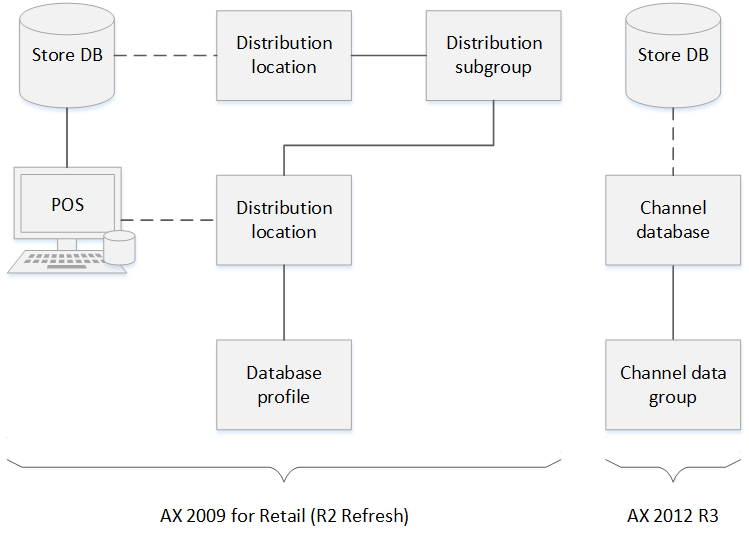 Store DB
Distribution
location
Distribution
subgroup
Store DB
POS
Distribution
location
Channel
database
Database
profile
Channel data
group
AX 2009 for Retail (R2 Refresh)
AX 2012 R3